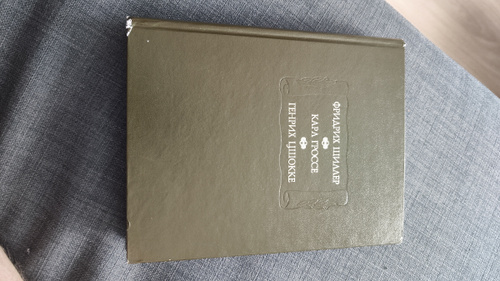 ФРИДРИХ ШИЛЛЕР
КАРЛ ГРОССЕ
ГЕНРИХ ЦШОККЕ